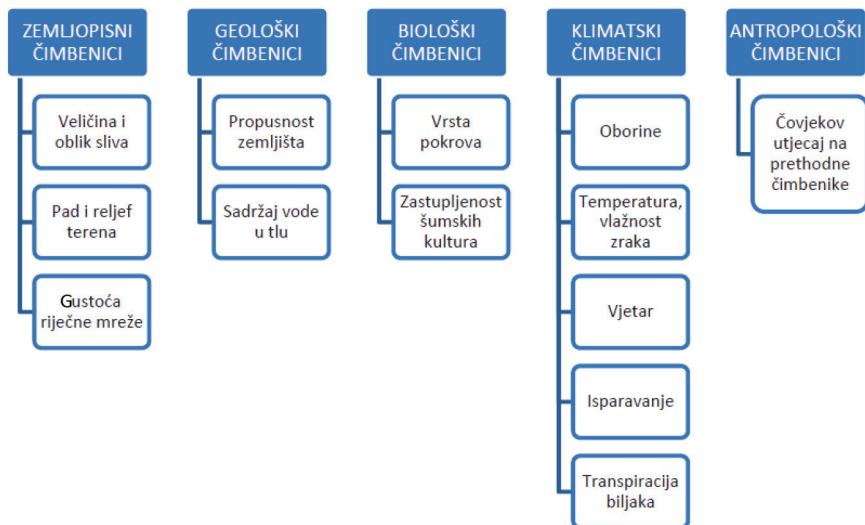 ZEMLJOPISNI
ČIMBENICI
Veličina i
oblik sliva
Pad i reljef
terena
Gustoća
riječne mreže
GEOLOŠKI
ČIMBENICI
Propusnost
zemljišta
Sadržaj vode
u tlu
BIOLOŠKI
ČIMBENICI
Vrsta
pokrova
Zastupljenost
šumskih
kultura
KLIMATSKI
ČIMBENICI
Oborine
Temperatura,
vlažnost
zraka
Vjetar
Isparavanje
Transpiracija
biljaka
ANTROPOLOŠKI
ČIMBENICI
Čovjekov
utjecaj na
prethodne
čimbenike